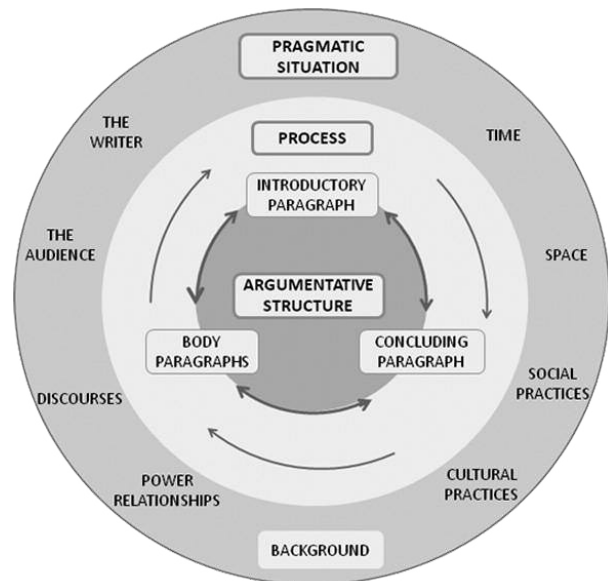 PRAGMATIC
SITUATION
THE
WRITER
TIME
PROCESS
INTRODUCTORY
PARAGRAPH
THE
AUDIENCE
SPACE
ARGUMENTATIVE
STRUCTURE
BODY
PARAGRAPHS
CONCLUDING
PARAGRAPH
DISCOURSES
SOCIAL
PRACTICES
POWER
RELATIONSHIPS
CULTURAL
PRACTICES
BACKGROUND